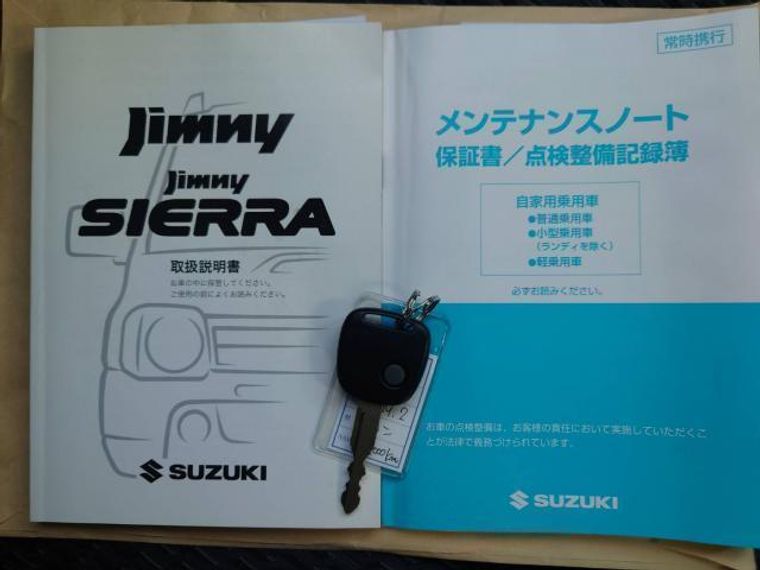 Jimny
Jimny
SIERRA
取扱説明書
お車の中に保管してください。
ご使用の前によくお読みください。
SUZUKI
常時携行
メンテナンスノート
保証書／点検整備記録簿
自家用乗用車
●普通乗用車
●小型乗用車
（ランディを除く）
●軽乗用車
必ずお読みください。
お車の点検整備は、お客様の責任において実施していただくこ
とが法律で義務づけられています。
SUZUKI